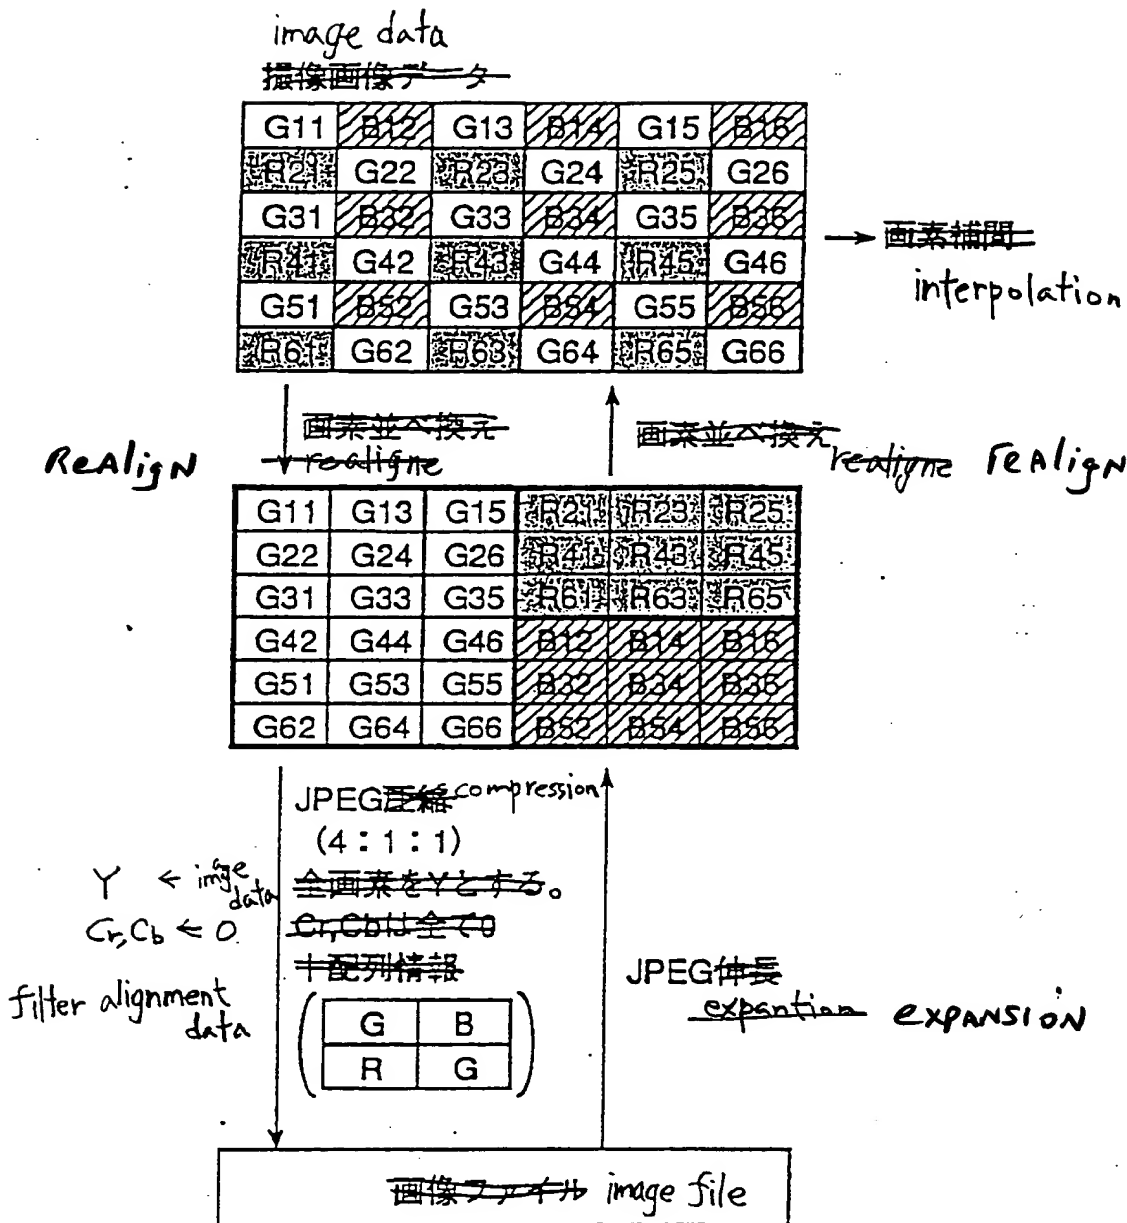 image data
撮像画像データ
G11 B12 G13 B14 G15 B16
R21 G22 R23 G24 R25 G26
G31 B32 G33 B34 G35 B36
R41 G42 R43 G44 R45 G46
G51 B52 G53 B54 G55 B56
R61 G62 R63 G64 R65 G66
画素補間
interpolation
画素並べ換え
realigne
ReAligN
画素並べ換え
realigne reAligN
G11 G13 G15 R21 R23 R25
G22 G24 G26 R41 R43 R45
G31 G33 G35 R61 R63 R65
G42 G44 G46 B12 B14 B16
G51 G53 G55 B32 B34 B36
G62 G64 G66 B52 B54 B56
JPEG圧縮 compression
(4:1:1)
Y ← image data
全画素をYとする。
Cr,Cb ← 0
Cr,Cbは全て0
+配列情報
filter alignment
data
G B
R G
JPEG伸長
expantion EXPANSION
画像ファイル image file